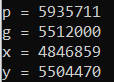 p = 5935711
g = 5512000
x = 4846859
y = 5504470